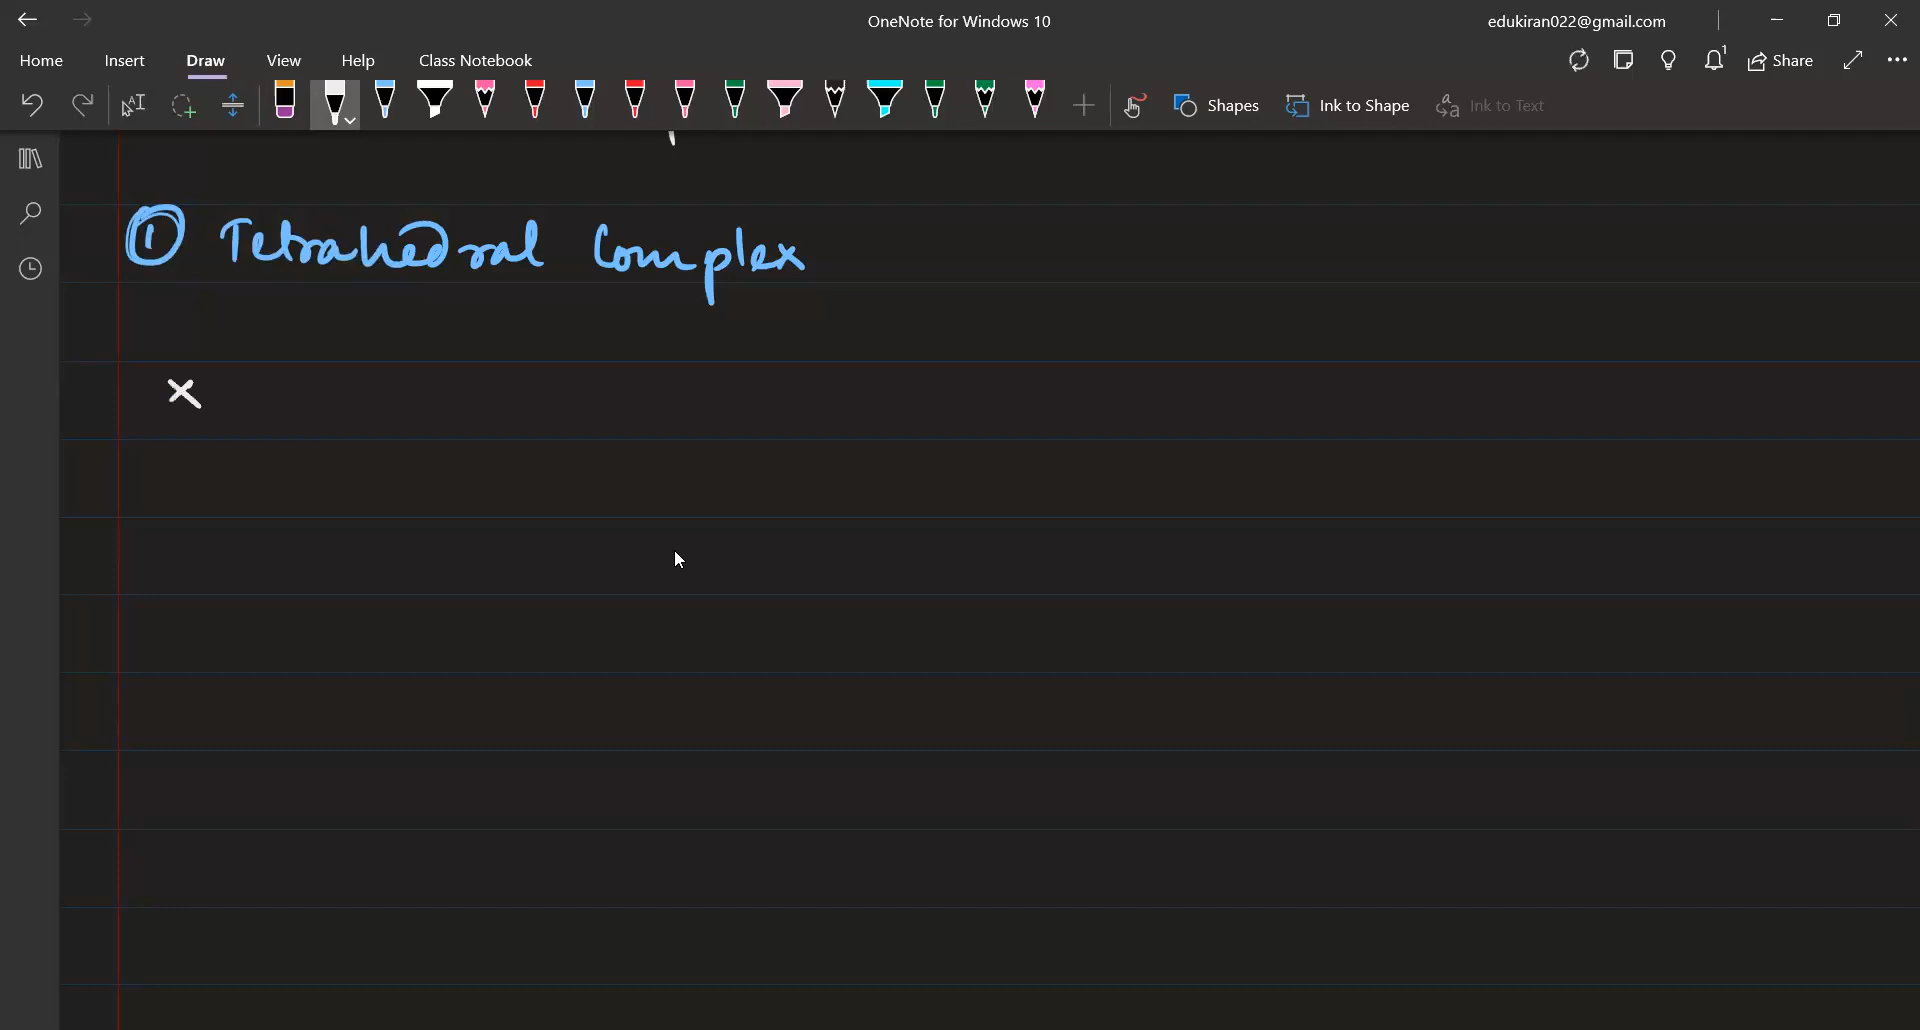 OneNote for Windows 10
edukiran022@gmail.com
Home Insert Draw View Help Class Notebook
1 Share
Shapes Ink to Shape Ink to Text
① Tetrahedral Complex
×